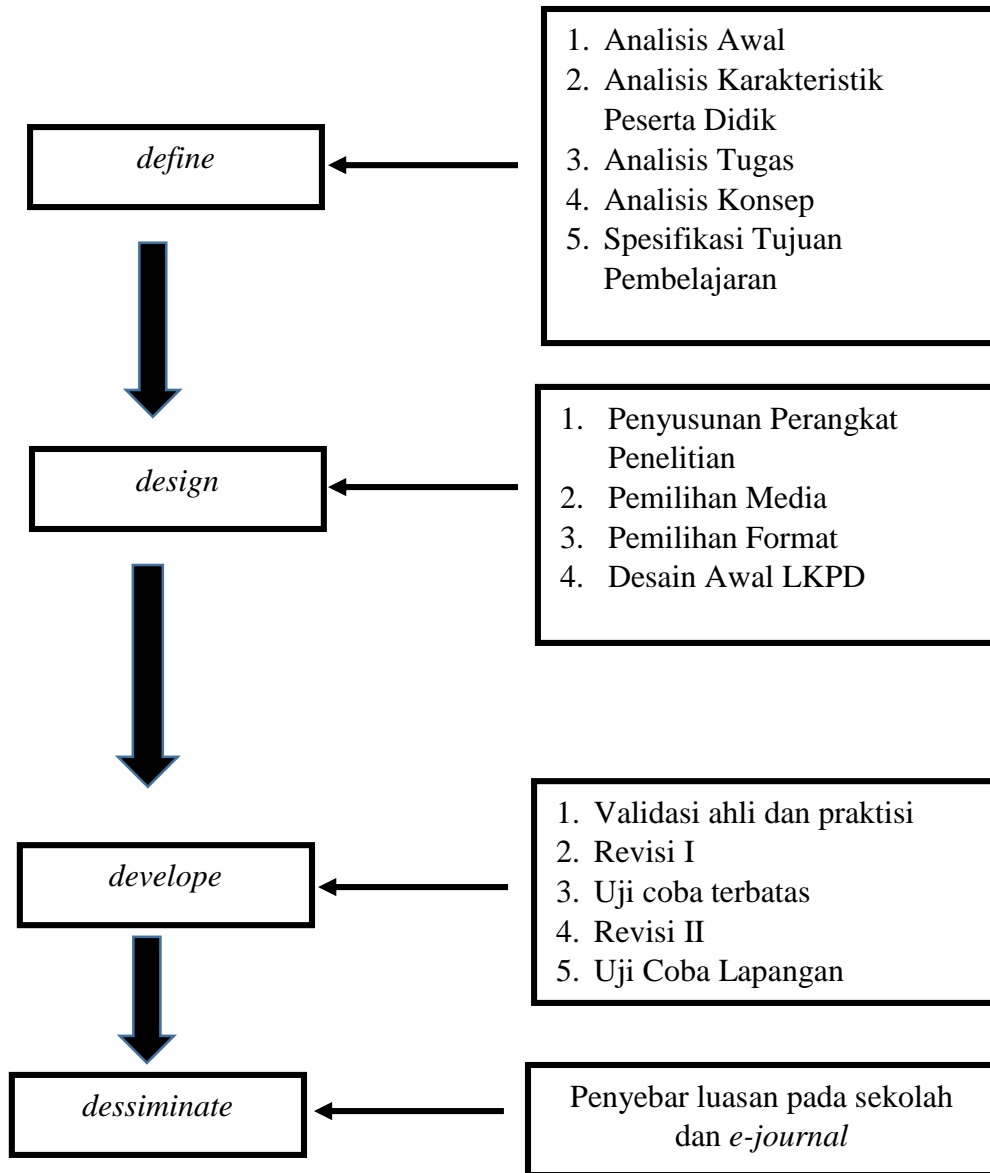 define
1. Analisis Awal
2. Analisis Karakteristik
Peserta Didik
3. Analisis Tugas
4. Analisis Konsep
5. Spesifikasi Tujuan
Pembelajaran
design
1. Penyusunan Perangkat
Penelitian
2. Pemilihan Media
3. Pemilihan Format
4. Desain Awal LKPD
develope
1. Validasi ahli dan praktisi
2. Revisi I
3. Uji coba terbatas
4. Revisi II
5. Uji Coba Lapangan
dessiminate
Penyebar luasan pada sekolah
dan e-journal